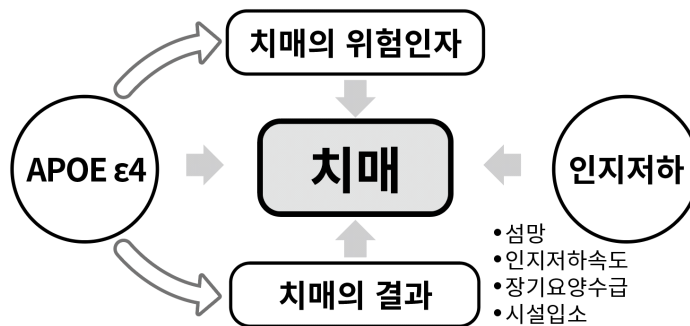 치매의 위험인자
APOE ε4
치매
인지저하
치매의 결과
•섬망
•인지저하속도
•장기요양수급
•시설입소